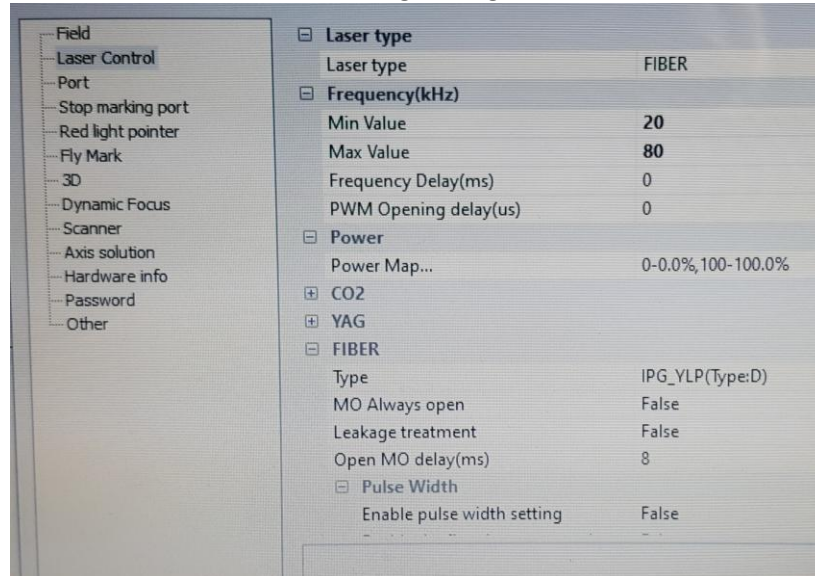 Field
Laser Control
Port
Stop marking port
Red light pointer
Fly Mark
3D
Dynamic Focus
Scanner
Axis solution
Hardware info
Password
Other
Laser type
Laser type FIBER
Frequency(kHz)
Min Value 20
Max Value 80
Frequency Delay(ms) 0
PWM Opening delay(us) 0
Power
Power Map... 0-0.0%,100-100.0%
CO2
YAG
FIBER
Type IPG_YLP(Type:D)
MO Always open False
Leakage treatment False
Open MO delay(ms) 8
Pulse Width
Enable pulse width setting False